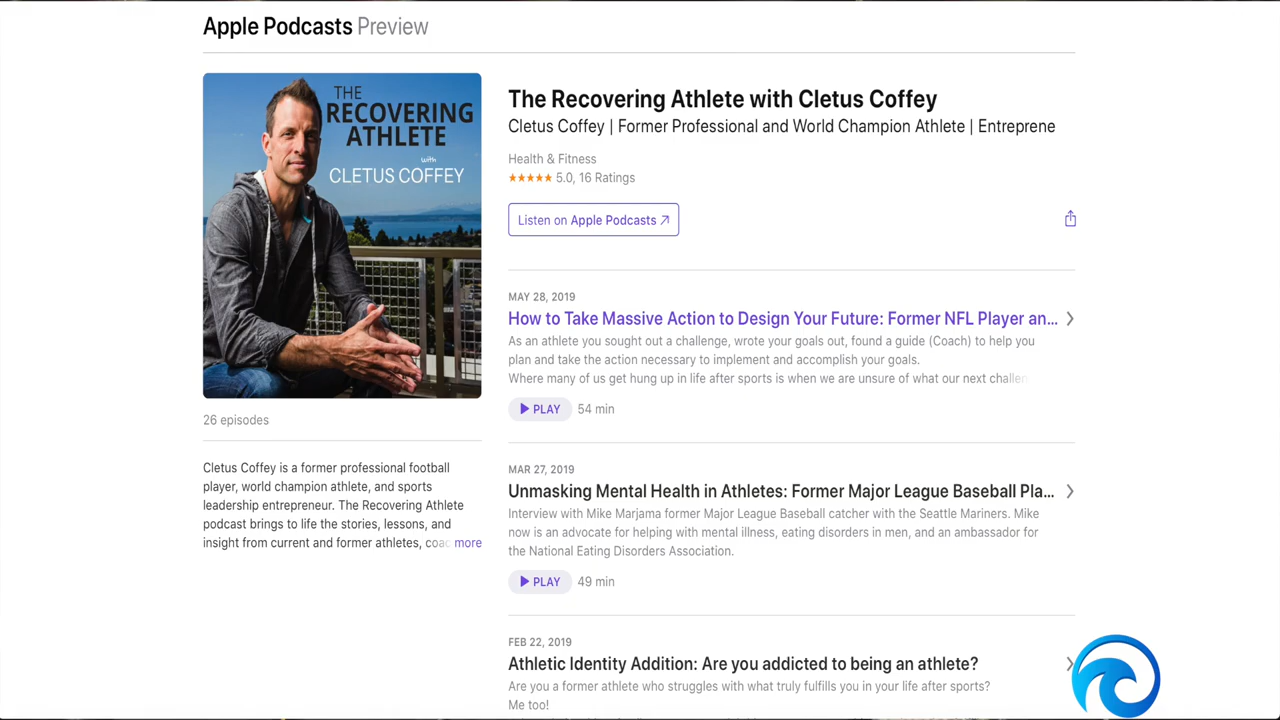 Apple Podcasts Preview
THE
RECOVERING
ATHLETE
with
CLETUS COFFEY
26 episodes
Cletus Coffey is a former professional football
player, world champion athlete, and sports
leadership entrepreneur. The Recovering Athlete
podcast brings to life the stories, lessons, and
insight from current and former athletes, coac more
The Recovering Athlete with Cletus Coffey
Cletus Coffey | Former Professional and World Champion Athlete | Entreprene
Health & Fitness
★★★★★ 5.0, 16 Ratings
Listen on Apple Podcasts ↗
MAY 28, 2019
How to Take Massive Action to Design Your Future: Former NFL Player an...
As an athlete you sought out a challenge, wrote your goals out, found a guide (Coach) to help you
plan and take the action necessary to implement and accomplish your goals.
Where many of us get hung up in life after sports is when we are unsure of what our next challen
PLAY 54 min
MAR 27, 2019
Unmasking Mental Health in Athletes: Former Major League Baseball Pla...
Interview with Mike Marjama former Major League Baseball catcher with the Seattle Mariners. Mike
now is an advocate for helping with mental illness, eating disorders in men, and an ambassador for
the National Eating Disorders Association.
PLAY 49 min
FEB 22, 2019
Athletic Identity Addition: Are you addicted to being an athlete?
Are you a former athlete who struggles with what truly fulfills you in your life after sports?
Me too!